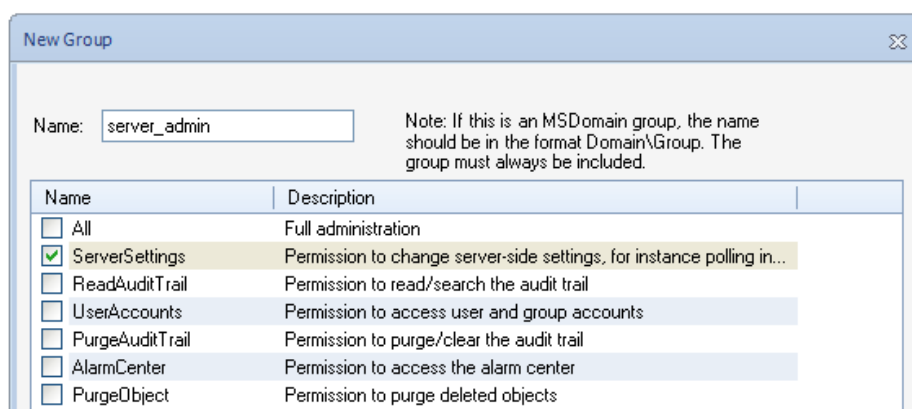 New Group
Name: server_admin
Note: If this is an MSDomain group, the name
should be in the format Domain\Group. The
group must always be included.
Name Description
All Full administration
ServerSettings Permission to change server-side settings, for instance polling in...
ReadAuditTrail Permission to read/search the audit trail
UserAccounts Permission to access user and group accounts
PurgeAuditTrail Permission to purge/clear the audit trail
AlarmCenter Permission to access the alarm center
PurgeObject Permission to purge deleted objects